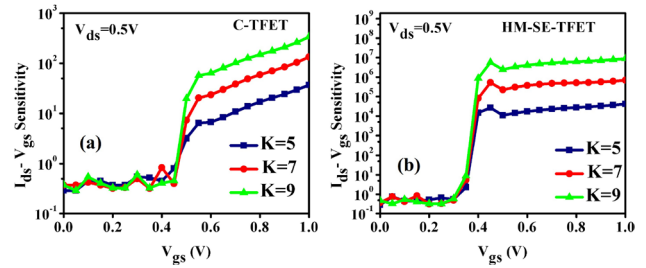 V_ds=0.5V
C-TFET
I_ds- V_gs Sensitivity
10^3
10^2
10^1
10^0
10^-1
(a)
K=5
K=7
K=9
0.0 0.2 0.4 0.6 0.8 1.0
V_gs (V)
V_ds=0.5V
HM-SE-TFET
I_ds- V_gs Sensitivity
10^9
10^8
10^7
10^6
10^5
10^4
10^3
10^2
10^1
10^0
10^-1
(b)
K=5
K=7
K=9
0.0 0.2 0.4 0.6 0.8 1.0
V_gs (V)